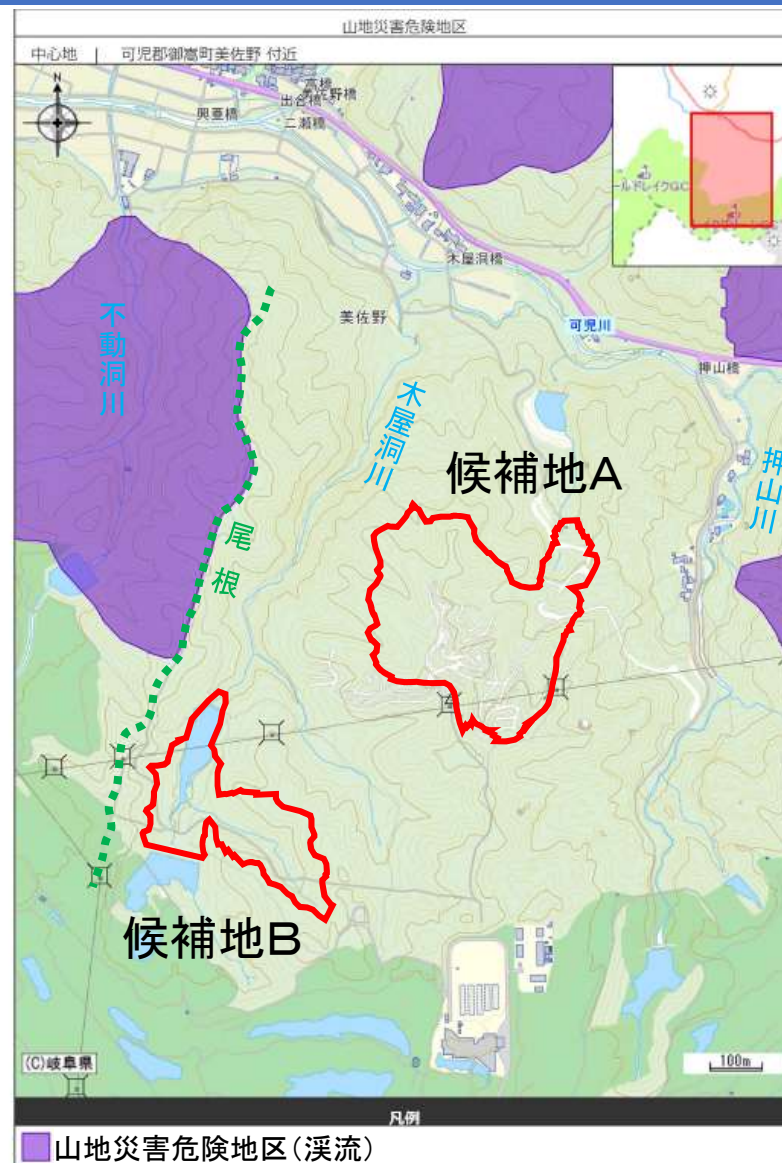 山地災害危険地区
中心地 | 可児郡御嵩町美佐野 付近
N
高橋
出合橋
美佐野橋
興亜橋
二瀬橋
木屋洞橋
美佐野
可児川
押山橋
不動洞川
木屋洞川
押山川
候補地A
尾根
候補地B
(C)岐阜県
100m
凡例
山地災害危険地区(渓流)